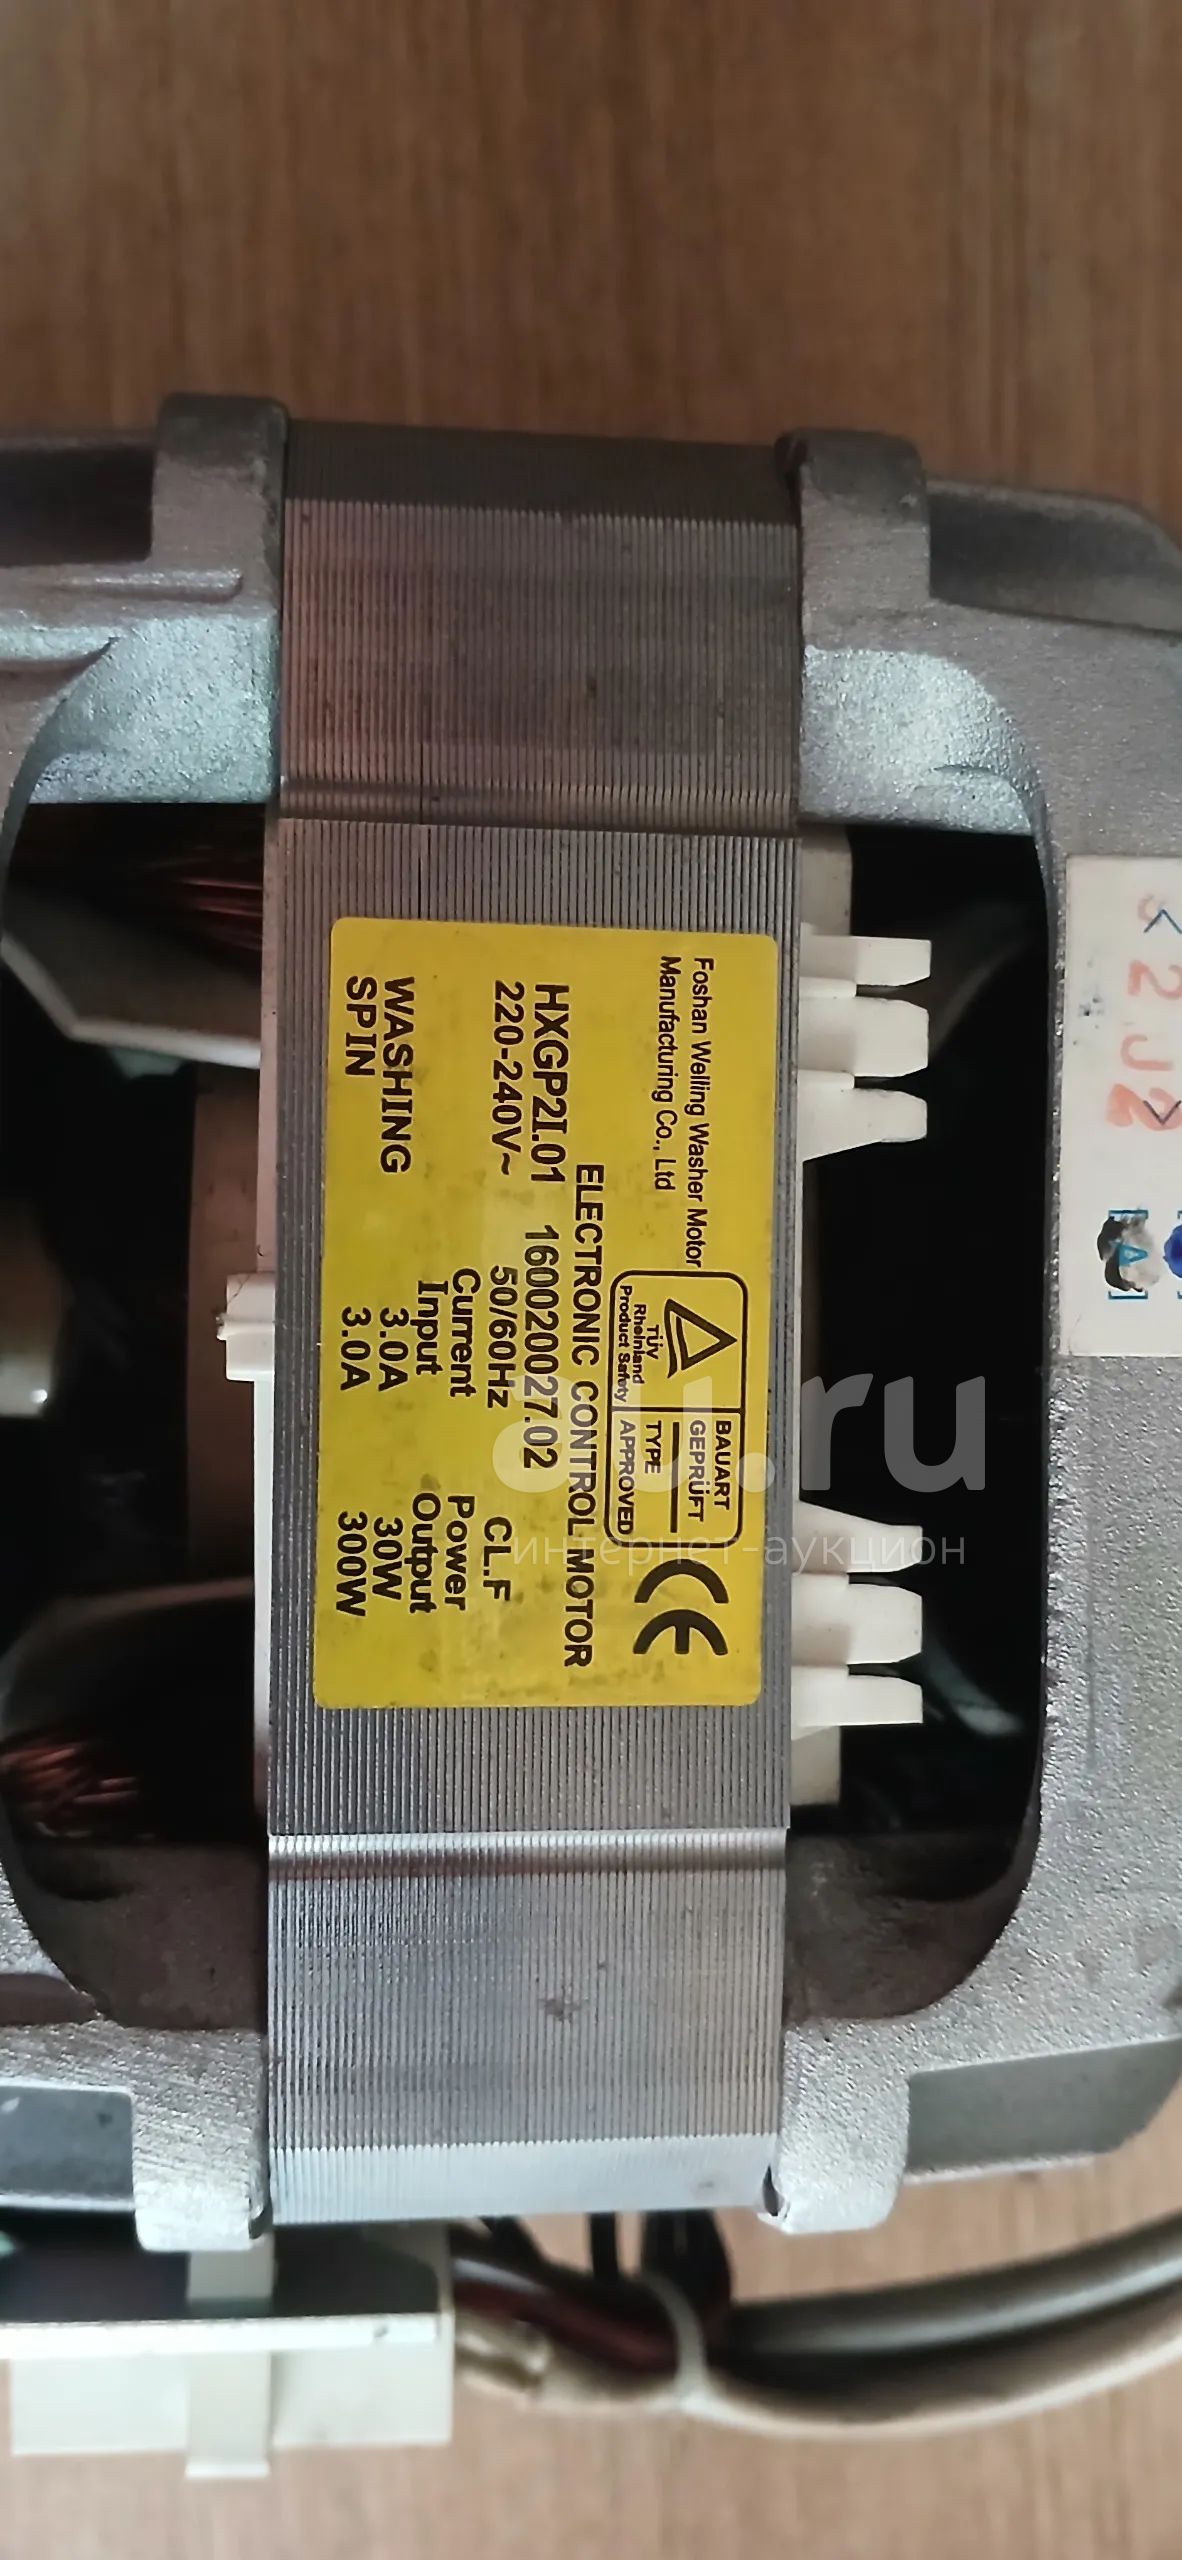 Foshan Welling Washer Motor
Manufacturing Co., Ltd
TÜV
Rheinland
Product Safety
BAUART
GEPRÜFT
TYPE
APPROVED
CE
ELECTRONIC CONTROL MOTOR
HXGP2I.01 160020027.02
220-240V~ 50/60Hz CL.F
Current Power
Input Output
WASHING 3.0A 30W
SPIN 3.0A 300W
au.ru
интернет-аукцион